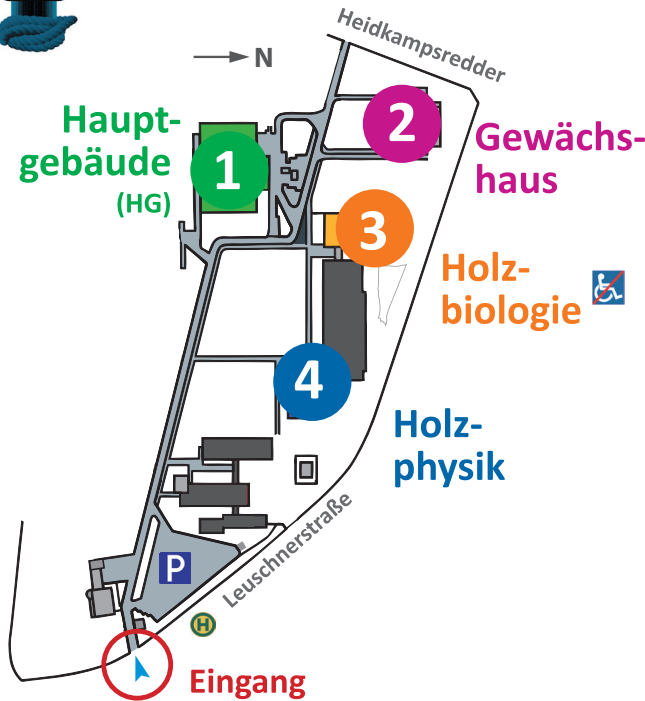 Heidkampsredder
N
Haupt-
gebäude
(HG)
1
2
Gewächs-
haus
3
Holz-
biologie
4
Holz-
physik
Leuschnerstraße
P
H
Eingang